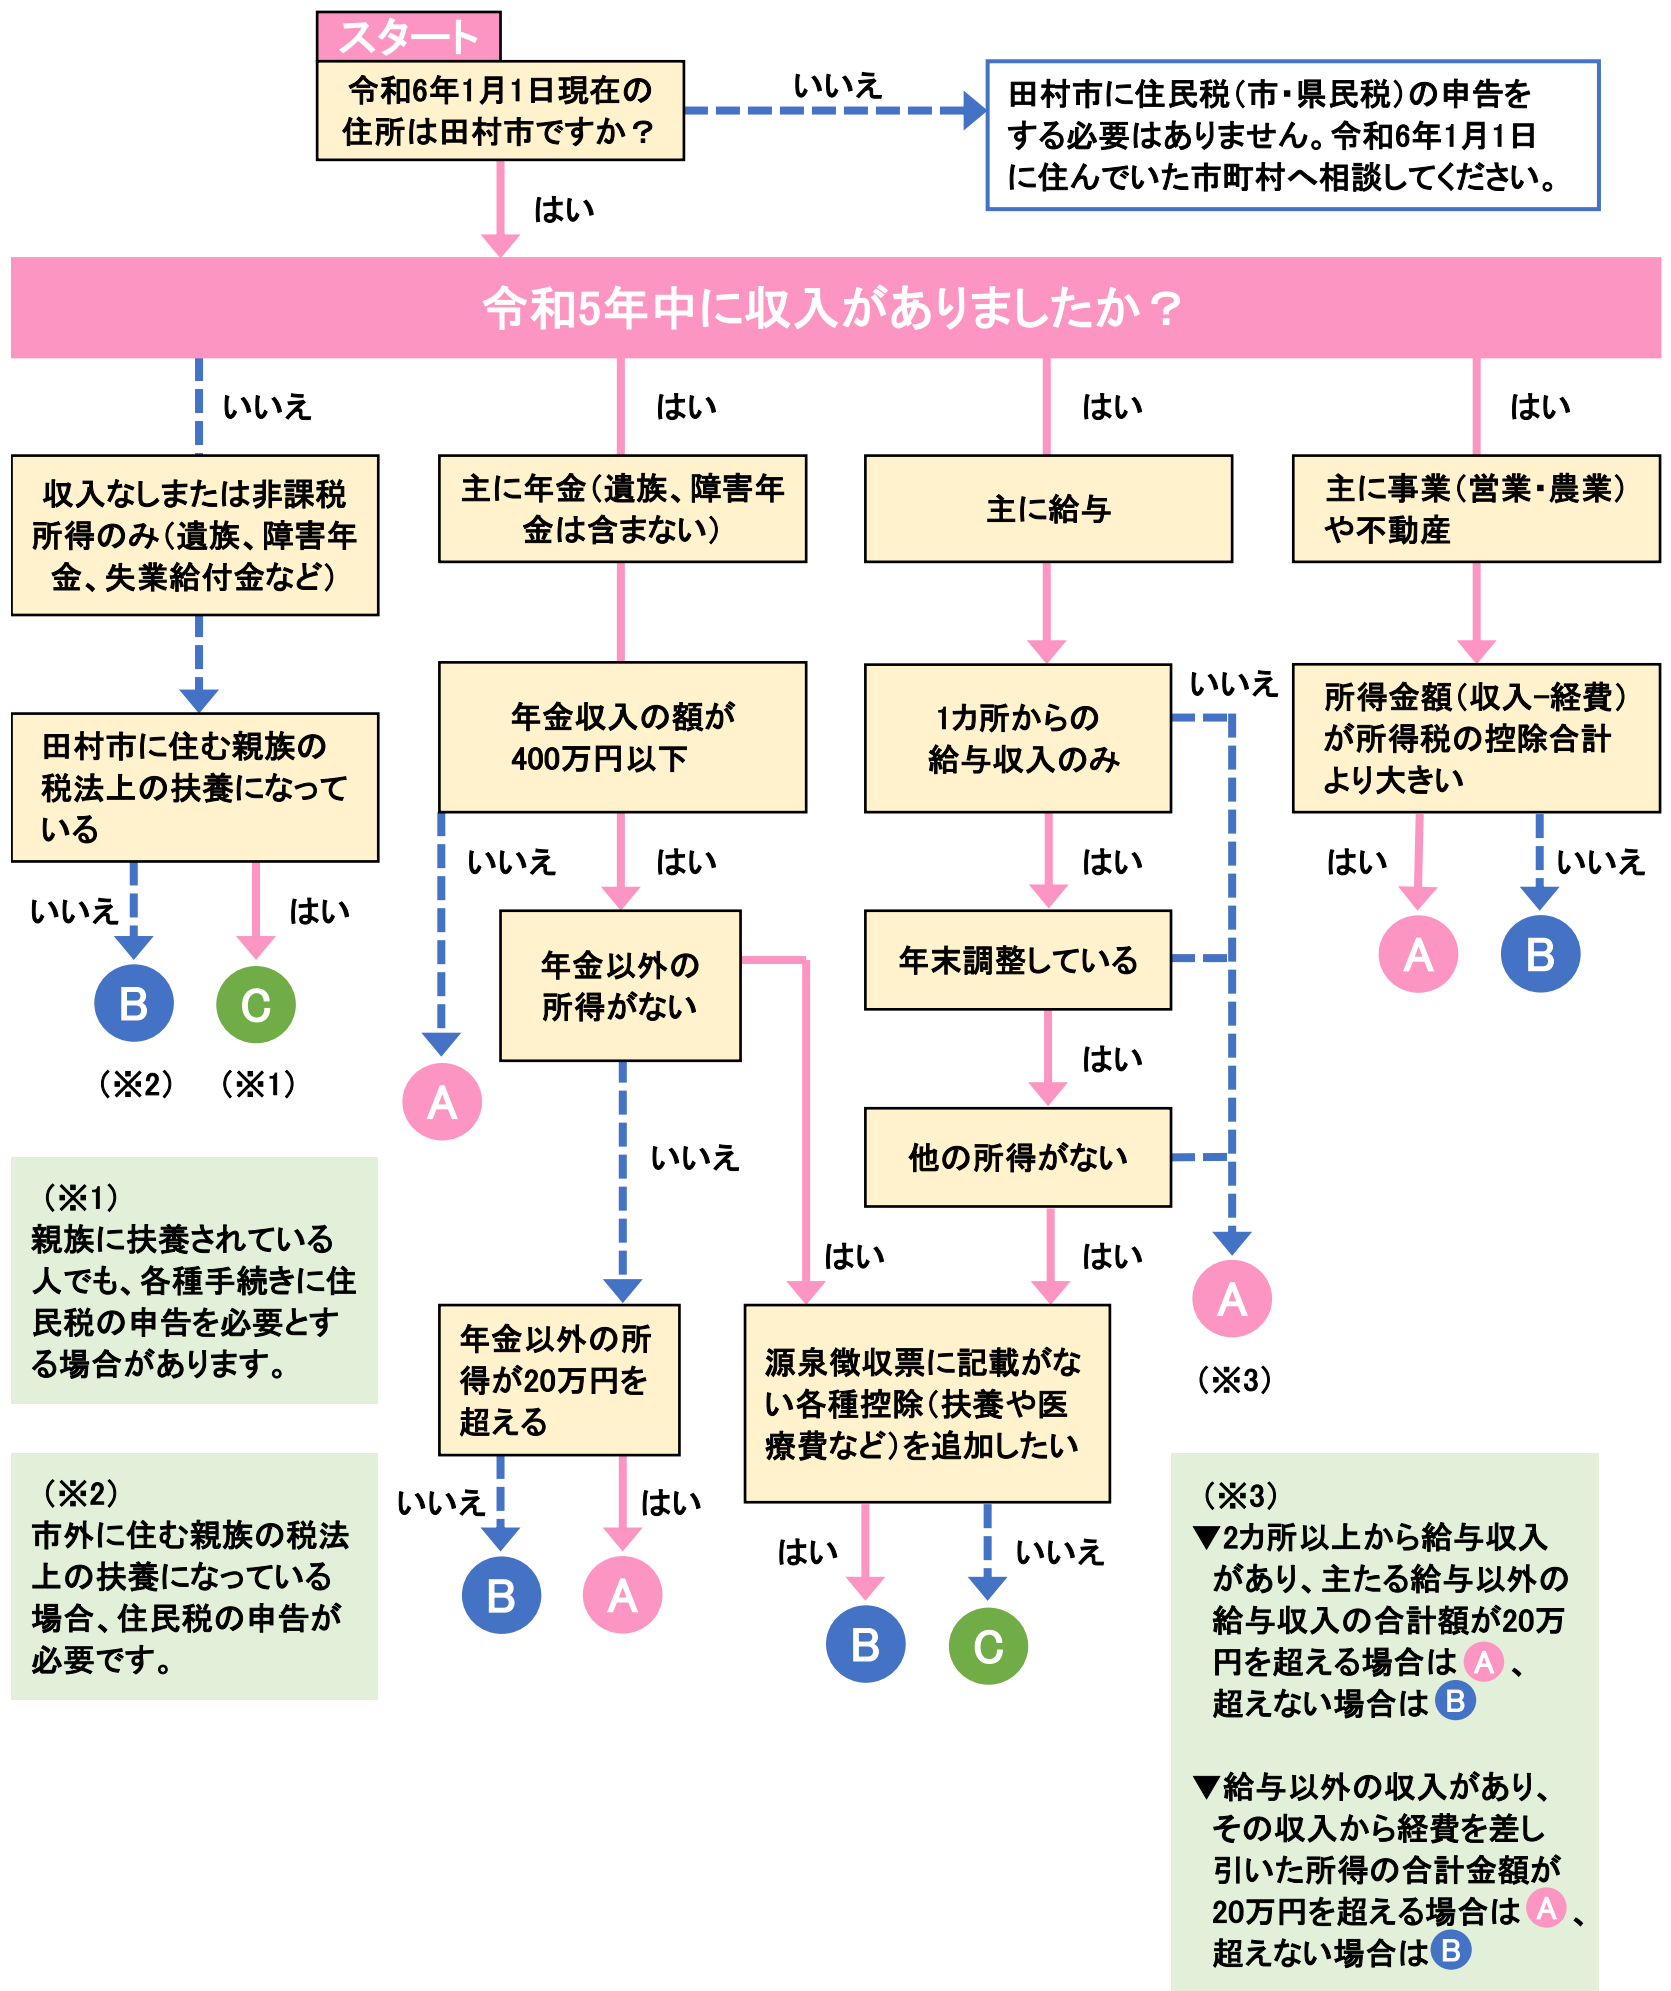 スタート
令和6年1月1日現在の
住所は田村市ですか？
いいえ
田村市に住民税（市・県民税）の申告を
する必要はありません。令和6年1月1日
に住んでいた市町村へ相談してください。
はい
令和5年中に収入がありましたか？
いいえ
はい
はい
はい
収入なしまたは非課税
所得のみ（遺族、障害年
金、失業給付金など）
主に年金（遺族、障害年
金は含まない）
主に給与
主に事業（営業・農業）
や不動産
田村市に住む親族の
税法上の扶養になって
いる
年金収入の額が
400万円以下
1カ所からの
給与収入のみ
いいえ
所得金額（収入-経費）
が所得税の控除合計
より大きい
いいえ
はい
いいえ
はい
はい
はい
いいえ
B
C
（※2）
（※1）
A
年金以外の
所得がない
年末調整している
A
B
はい
いいえ
他の所得がない
はい
はい
A
（※3）
（※1）
親族に扶養されている
人でも、各種手続きに住
民税の申告を必要とす
る場合があります。
年金以外の所
得が20万円を
超える
源泉徴収票に記載がな
い各種控除（扶養や医
療費など）を追加したい
いいえ
はい
はい
いいえ
B
A
B
C
（※2）
市外に住む親族の税法
上の扶養になっている
場合、住民税の申告が
必要です。
（※3）
▼2カ所以上から給与収入
があり、主たる給与以外の
給与収入の合計額が20万
円を超える場合はA、
超えない場合はB
▼給与以外の収入があり、
その収入から経費を差し
引いた所得の合計金額が
20万円を超える場合はA、
超えない場合はB